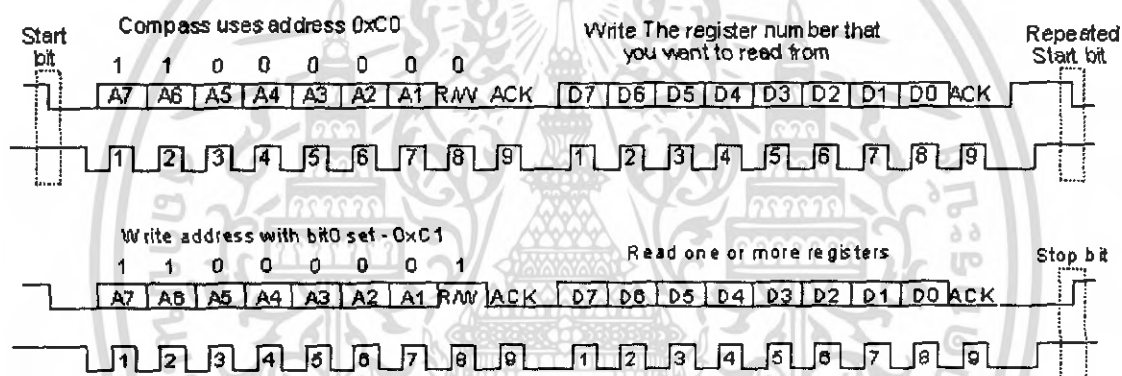 Start
bit
Compass uses address 0xC0
Write The register number that
you want to read from
Repeated
Start bit
1 1 0 0 0 0 0 0
A7 A6 A5 A4 A3 A2 A1 R/W ACK D7 D6 D5 D4 D3 D2 D1 D0 ACK
1 2 3 4 5 6 7 8 9 1 2 3 4 5 6 7 8 9
Write address with bit0 set - 0xC1
Read one or more registers
Stop bit
1 1 0 0 0 0 0 1
A7 A6 A5 A4 A3 A2 A1 R/W ACK D7 D6 D5 D4 D3 D2 D1 D0 ACK
1 2 3 4 5 6 7 8 9 1 2 3 4 5 6 7 8 9